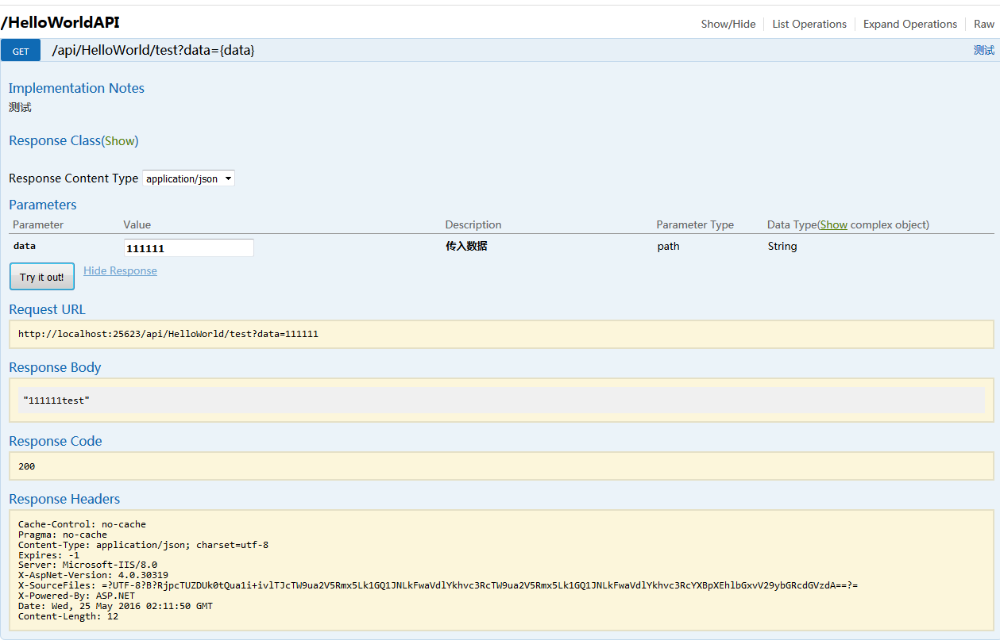 /HelloWorldAPI
Show/Hide List Operations Expand Operations Raw
GET /api/HelloWorld/test?data={data} 测试
Implementation Notes
测试
Response Class(Show)
Response Content Type application/json
Parameters
Parameter Value Description Parameter Type Data Type(Show complex object)
data 111111 传入数据 path String
Try it out! Hide Response
Request URL
http://localhost:25623/api/HelloWorld/test?data=111111
Response Body
"111111test"
Response Code
200
Response Headers
Cache-Control: no-cache
Pragma: no-cache
Content-Type: application/json; charset=utf-8
Expires: -1
Server: Microsoft-IIS/8.0
X-AspNet-Version: 4.0.30319
X-SourceFiles: =?UTF-8?B?RjpcTUZDUk0tQua1i+ivlTJcTW9ua2V5Rmx5Lk1GQ1JNLkFwaVdlYkhvc3RcTW9ua2V5Rmx5Lk1GQ1JNLkFwaVdlYkhvc3RcYXBpXEhlbGxvV29ybGRcdGVzdA==?=
X-Powered-By: ASP.NET
Date: Wed, 25 May 2016 02:11:50 GMT
Content-Length: 12